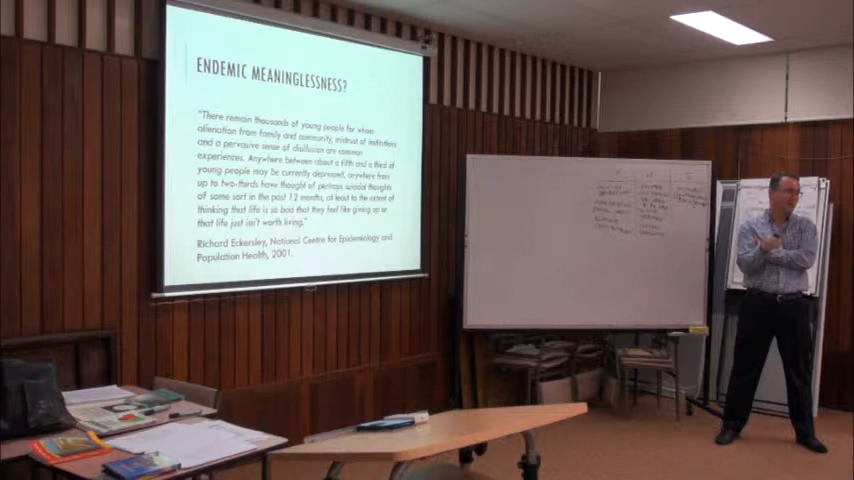 ENDEMIC MEANINGLESSNESS?
"There remain thousands of young people for whom
alienation from family and community, mistrust of institutions
and a pervasive sense of disillusion are common
experiences. Anywhere between about a fifth and a third of
young people may be currently depressed, anywhere from
up to two-thirds have thought of perhaps suicidal thoughts
of some sort in the past 12 months, at least to the extent of
thinking that life is so bad that they feel like giving up or
that life just isn't worth living."
Richard Eckersley, National Centre for Epidemiology and
Population Health, 2001.